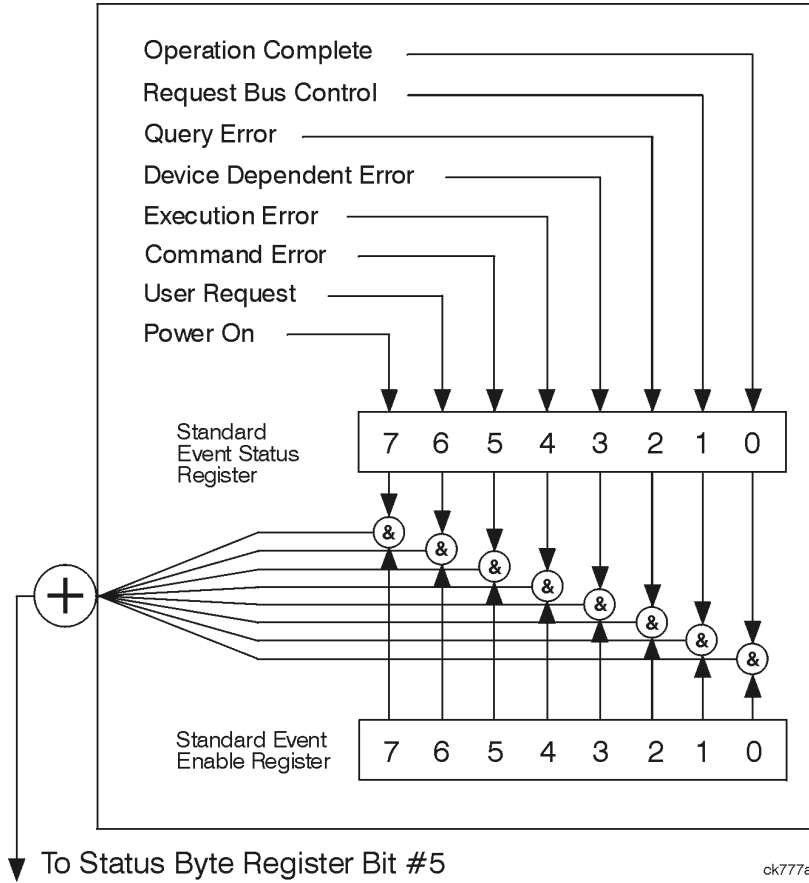 Operation Complete
Request Bus Control
Query Error
Device Dependent Error
Execution Error
Command Error
User Request
Power On
Standard
Event Status
Register
7 6 5 4 3 2 1 0
&
&
&
&
&
&
&
&
+
Standard Event
Enable Register
7 6 5 4 3 2 1 0
To Status Byte Register Bit #5
ck777a